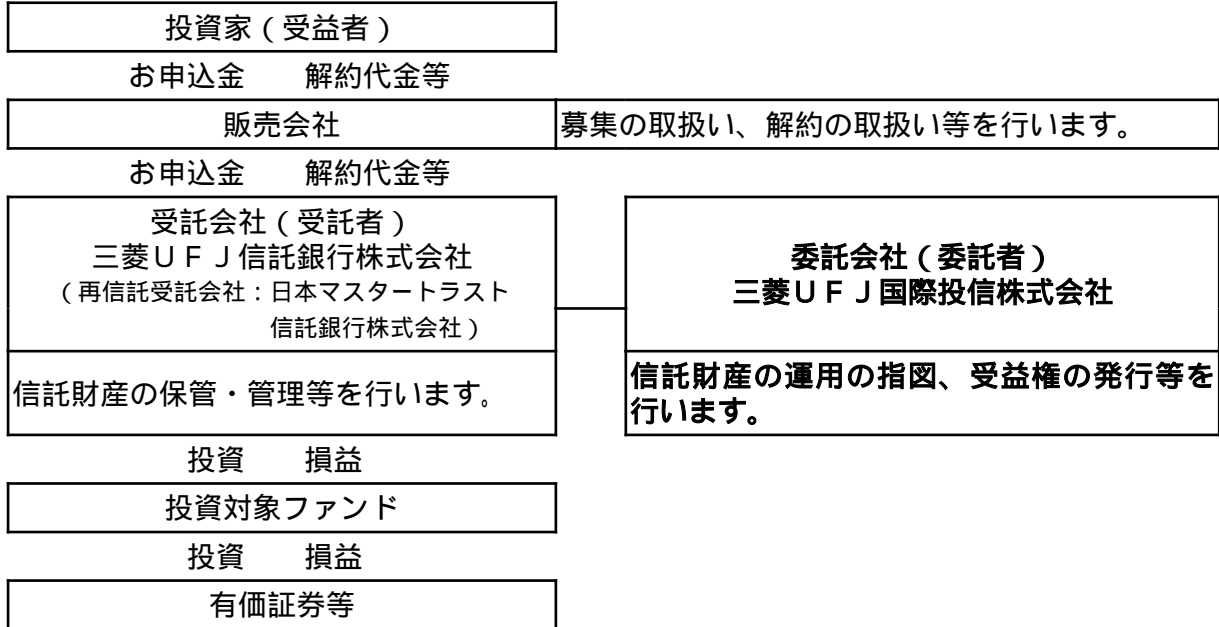 投資家(受益者)
お申込金　　解約代金等
販売会社
募集の取扱い、解約の取扱い等を行います。
お申込金　　解約代金等
受託会社(受託者)
三菱UFJ信託銀行株式会社
(再信託受託会社:日本マスタートラスト
信託銀行株式会社)
委託会社(委託者)
三菱UFJ国際投信株式会社
信託財産の保管・管理等を行います。
信託財産の運用の指図、受益権の発行等を
行います。
投資　　損益
投資対象ファンド
投資　　損益
有価証券等